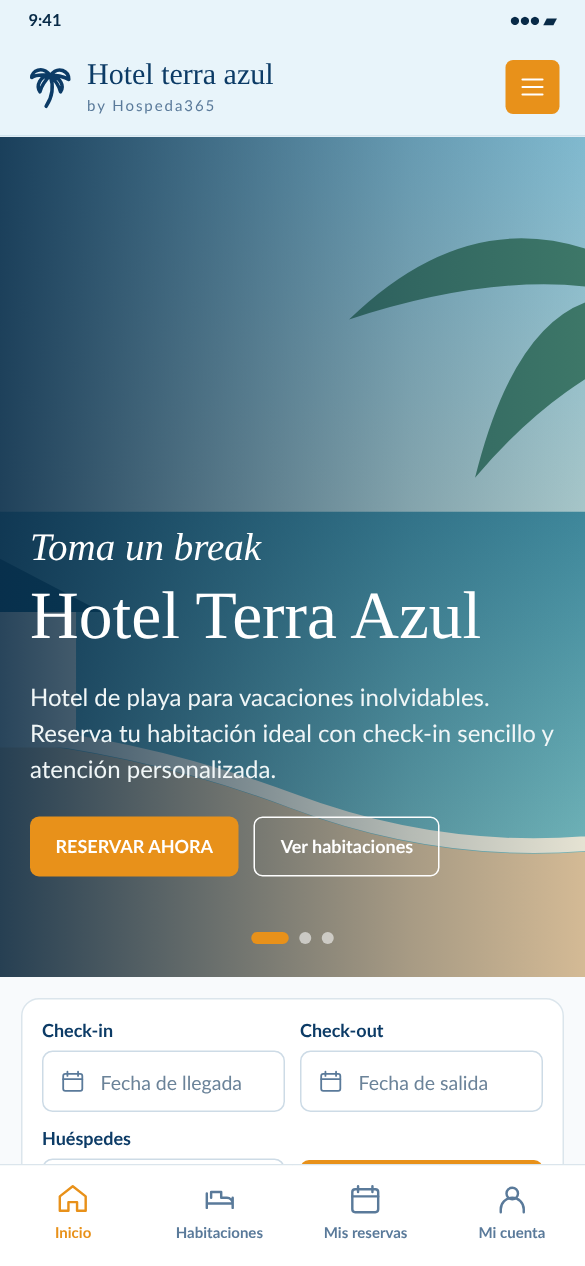 9:41
Hotel terra azul
by Hospeda365
Toma un break
Hotel Terra Azul
Hotel de playa para vacaciones inolvidables.
Reserva tu habitación ideal con check-in sencillo y
atención personalizada.
RESERVAR AHORA
Ver habitaciones
Check-in
Check-out
Fecha de llegada
Fecha de salida
Huéspedes
Inicio
Habitaciones
Mis reservas
Mi cuenta